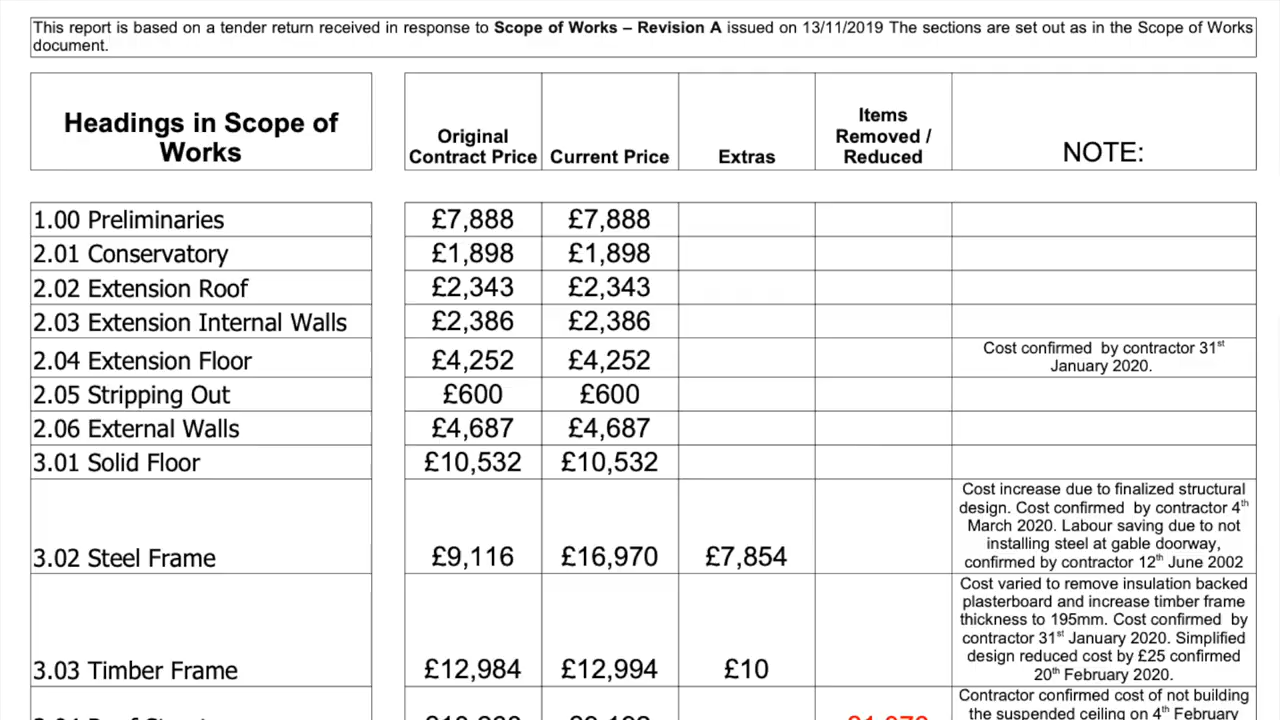 This report is based on a tender return received in response to Scope of Works – Revision A issued on 13/11/2019 The sections are set out as in the Scope of Works
document.
Headings in Scope of
Works
Original
Contract Price
Current Price
Extras
Items
Removed /
Reduced
NOTE:
1.00 Preliminaries £7,888 £7,888
2.01 Conservatory £1,898 £1,898
2.02 Extension Roof £2,343 £2,343
2.03 Extension Internal Walls £2,386 £2,386
2.04 Extension Floor £4,252 £4,252
Cost confirmed by contractor 31st
January 2020.
2.05 Stripping Out £600 £600
2.06 External Walls £4,687 £4,687
3.01 Solid Floor £10,532 £10,532
3.02 Steel Frame £9,116 £16,970 £7,854
Cost increase due to finalized structural
design. Cost confirmed by contractor 4th
March 2020. Labour saving due to not
installing steel at gable doorway,
confirmed by contractor 12th June 2002
3.03 Timber Frame £12,984 £12,994 £10
Cost varied to remove insulation backed
plasterboard and increase timber frame
thickness to 195mm. Cost confirmed by
contractor 31st January 2020. Simplified
design reduced cost by £25 confirmed
20th February 2020.
Contractor confirmed cost of not building
the suspended ceiling on 4th February